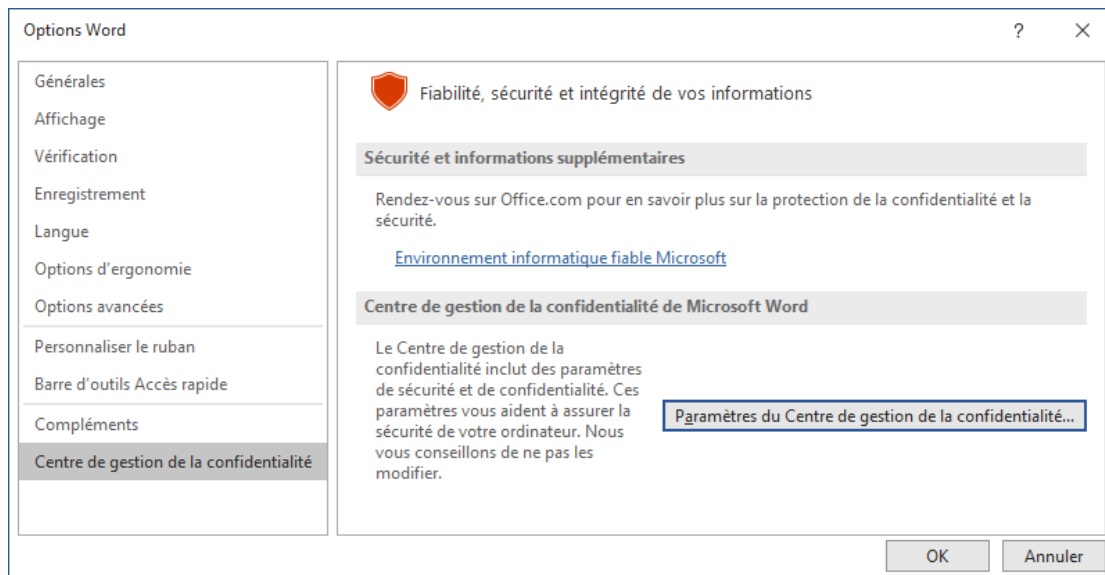 Options Word
?
Générales
Affichage
Vérification
Enregistrement
Langue
Options d'ergonomie
Options avancées
Personnaliser le ruban
Barre d'outils Accès rapide
Compléments
Centre de gestion de la confidentialité
Fiabilité, sécurité et intégrité de vos informations
Sécurité et informations supplémentaires
Rendez-vous sur Office.com pour en savoir plus sur la protection de la confidentialité et la
sécurité.
Environnement informatique fiable Microsoft
Centre de gestion de la confidentialité de Microsoft Word
Le Centre de gestion de la
confidentialité inclut des paramètres
de sécurité et de confidentialité. Ces
paramètres vous aident à assurer la
sécurité de votre ordinateur. Nous
vous conseillons de ne pas les
modifier.
Paramètres du Centre de gestion de la confidentialité...
OK
Annuler